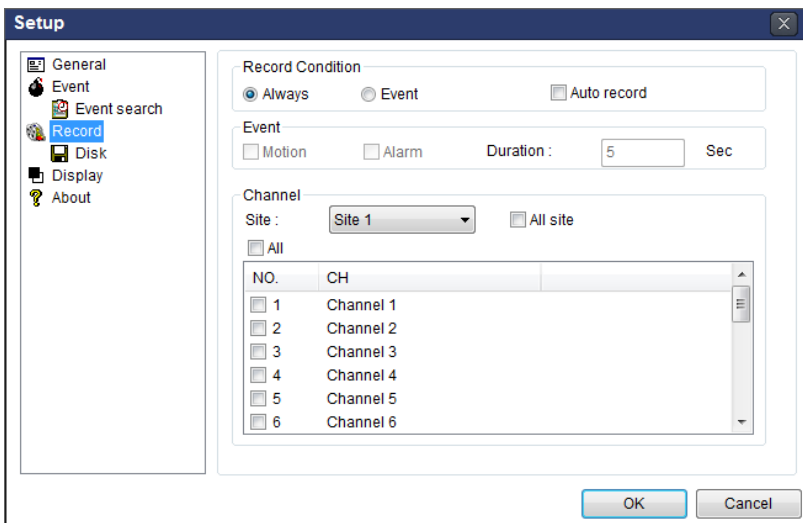 Setup
General
Event
Event search
Record
Disk
Display
About
Record Condition
Always Event Auto record
Event
Motion Alarm Duration : 5 Sec
Channel
Site : Site 1 All site
All
NO. CH
1 Channel 1
2 Channel 2
3 Channel 3
4 Channel 4
5 Channel 5
6 Channel 6
OK Cancel